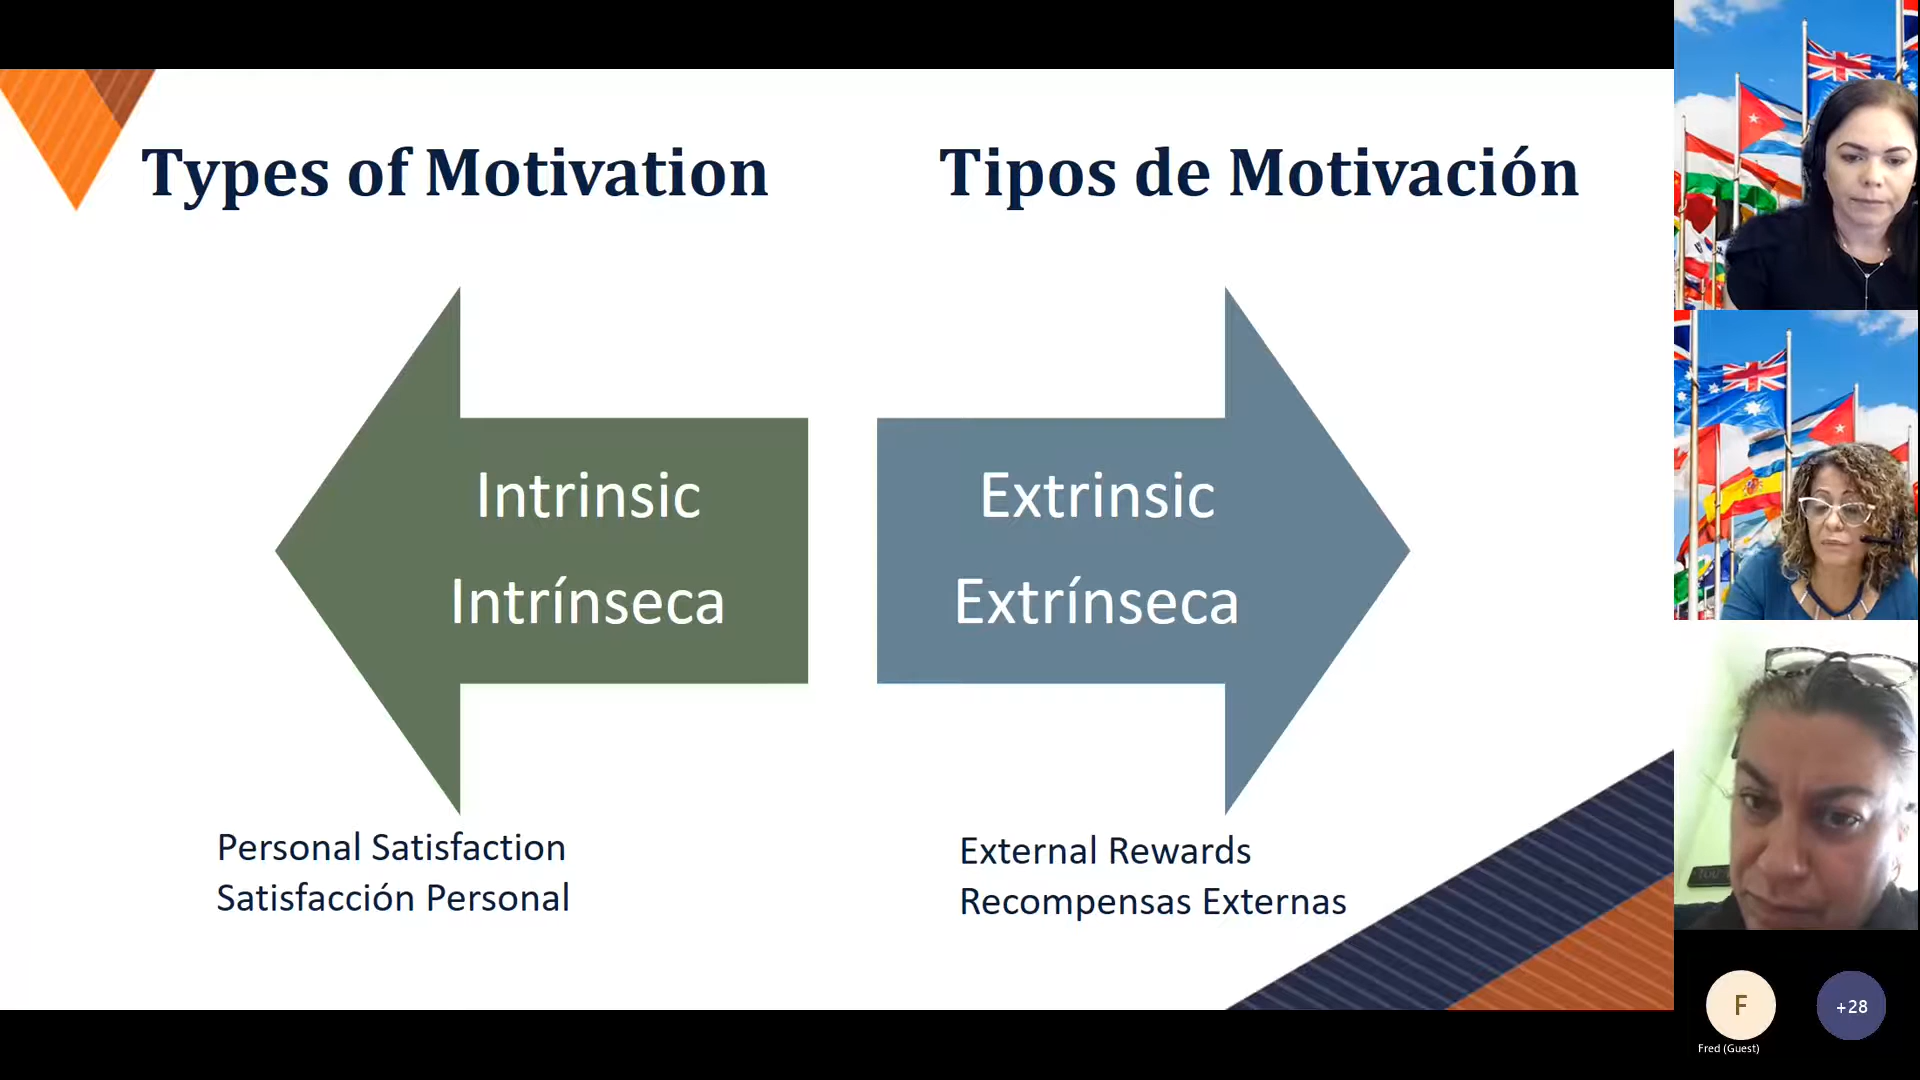 Types of Motivation
Tipos de Motivación
Intrinsic
Intrínseca
Extrinsic
Extrínseca
Personal Satisfaction
Satisfacción Personal
External Rewards
Recompensas Externas
F
Fred (Guest)
+28